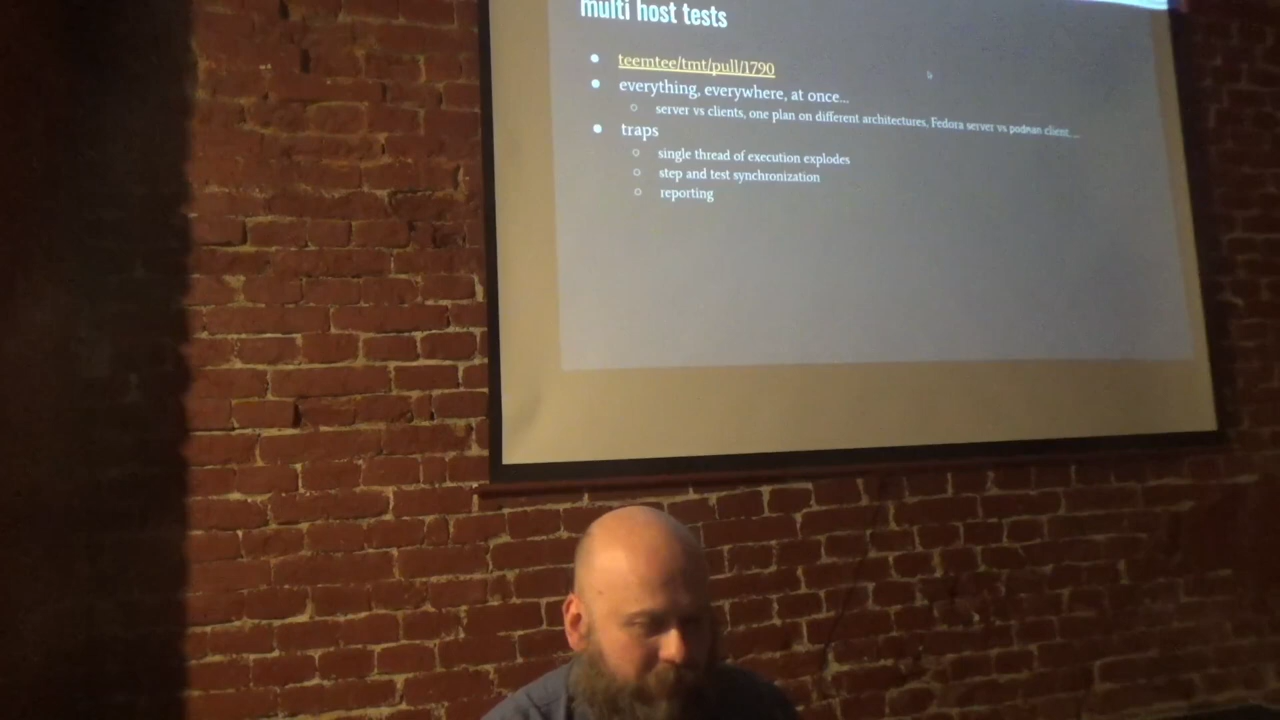 multi host tests
teemtee/tmt/pull/1790
everything, everywhere, at once...
server vs clients, one plan on different architectures, Fedora server vs podman client,...
traps
single thread of execution explodes
step and test synchronization
reporting